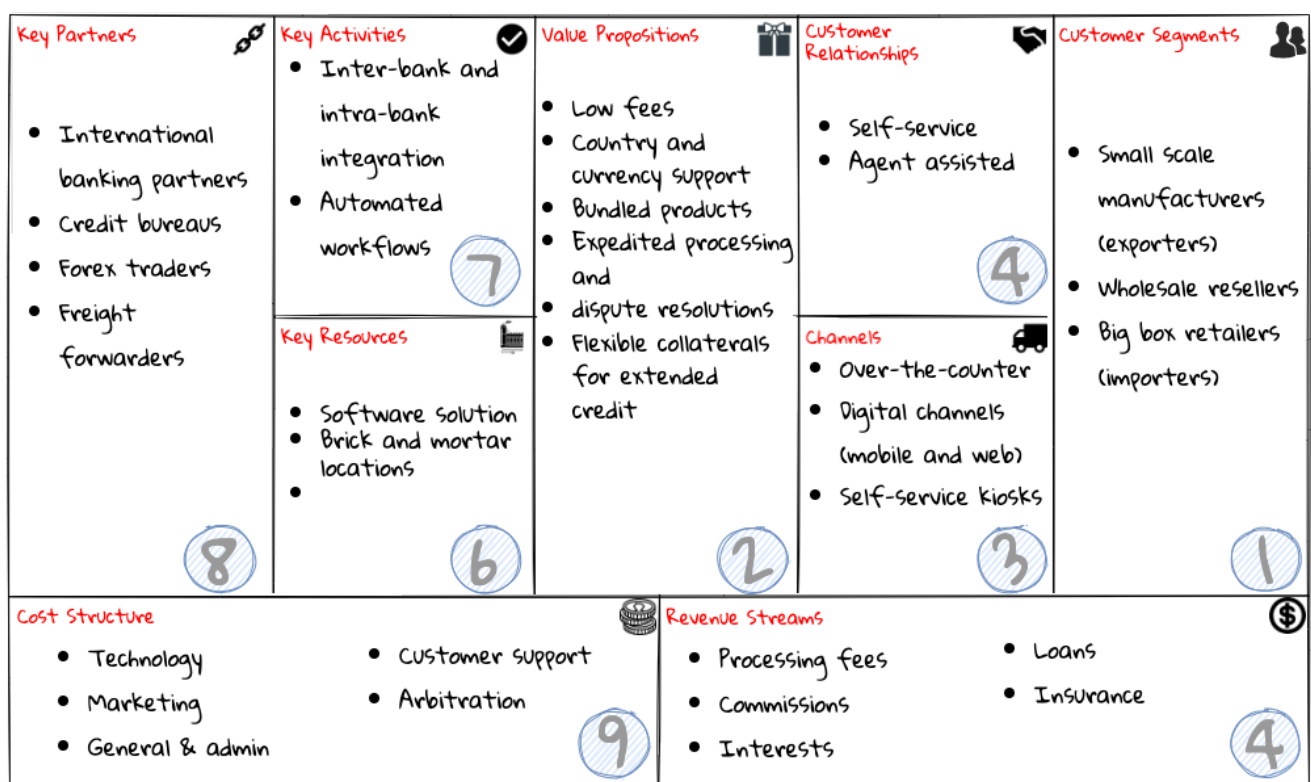 Key Partners
• International
banking partners
• Credit bureaus
• Forex traders
• Freight
forwarders
8
Key Activities
• Inter-bank and
intra-bank
integration
• Automated
workflows
7
Key Resources
• Software solution
• Brick and mortar
locations
•
6
Value Propositions
• Low fees
• Country and
currency support
• Bundled products
• Expedited processing
and
• dispute resolutions
• Flexible collaterals
for extended
credit
2
Customer
Relationships
• Self-service
• Agent assisted
4
Channels
• Over-the-counter
• Digital channels
(mobile and web)
• Self-service kiosks
3
Customer Segments
• Small scale
manufacturers
(exporters)
• Wholesale resellers
• Big box retailers
(importers)
1
Cost Structure
• Technology
• Marketing
• General & admin
• Customer support
• Arbitration
9
Revenue Streams
$
• Processing fees
• Commissions
• Interests
• Loans
• Insurance
4